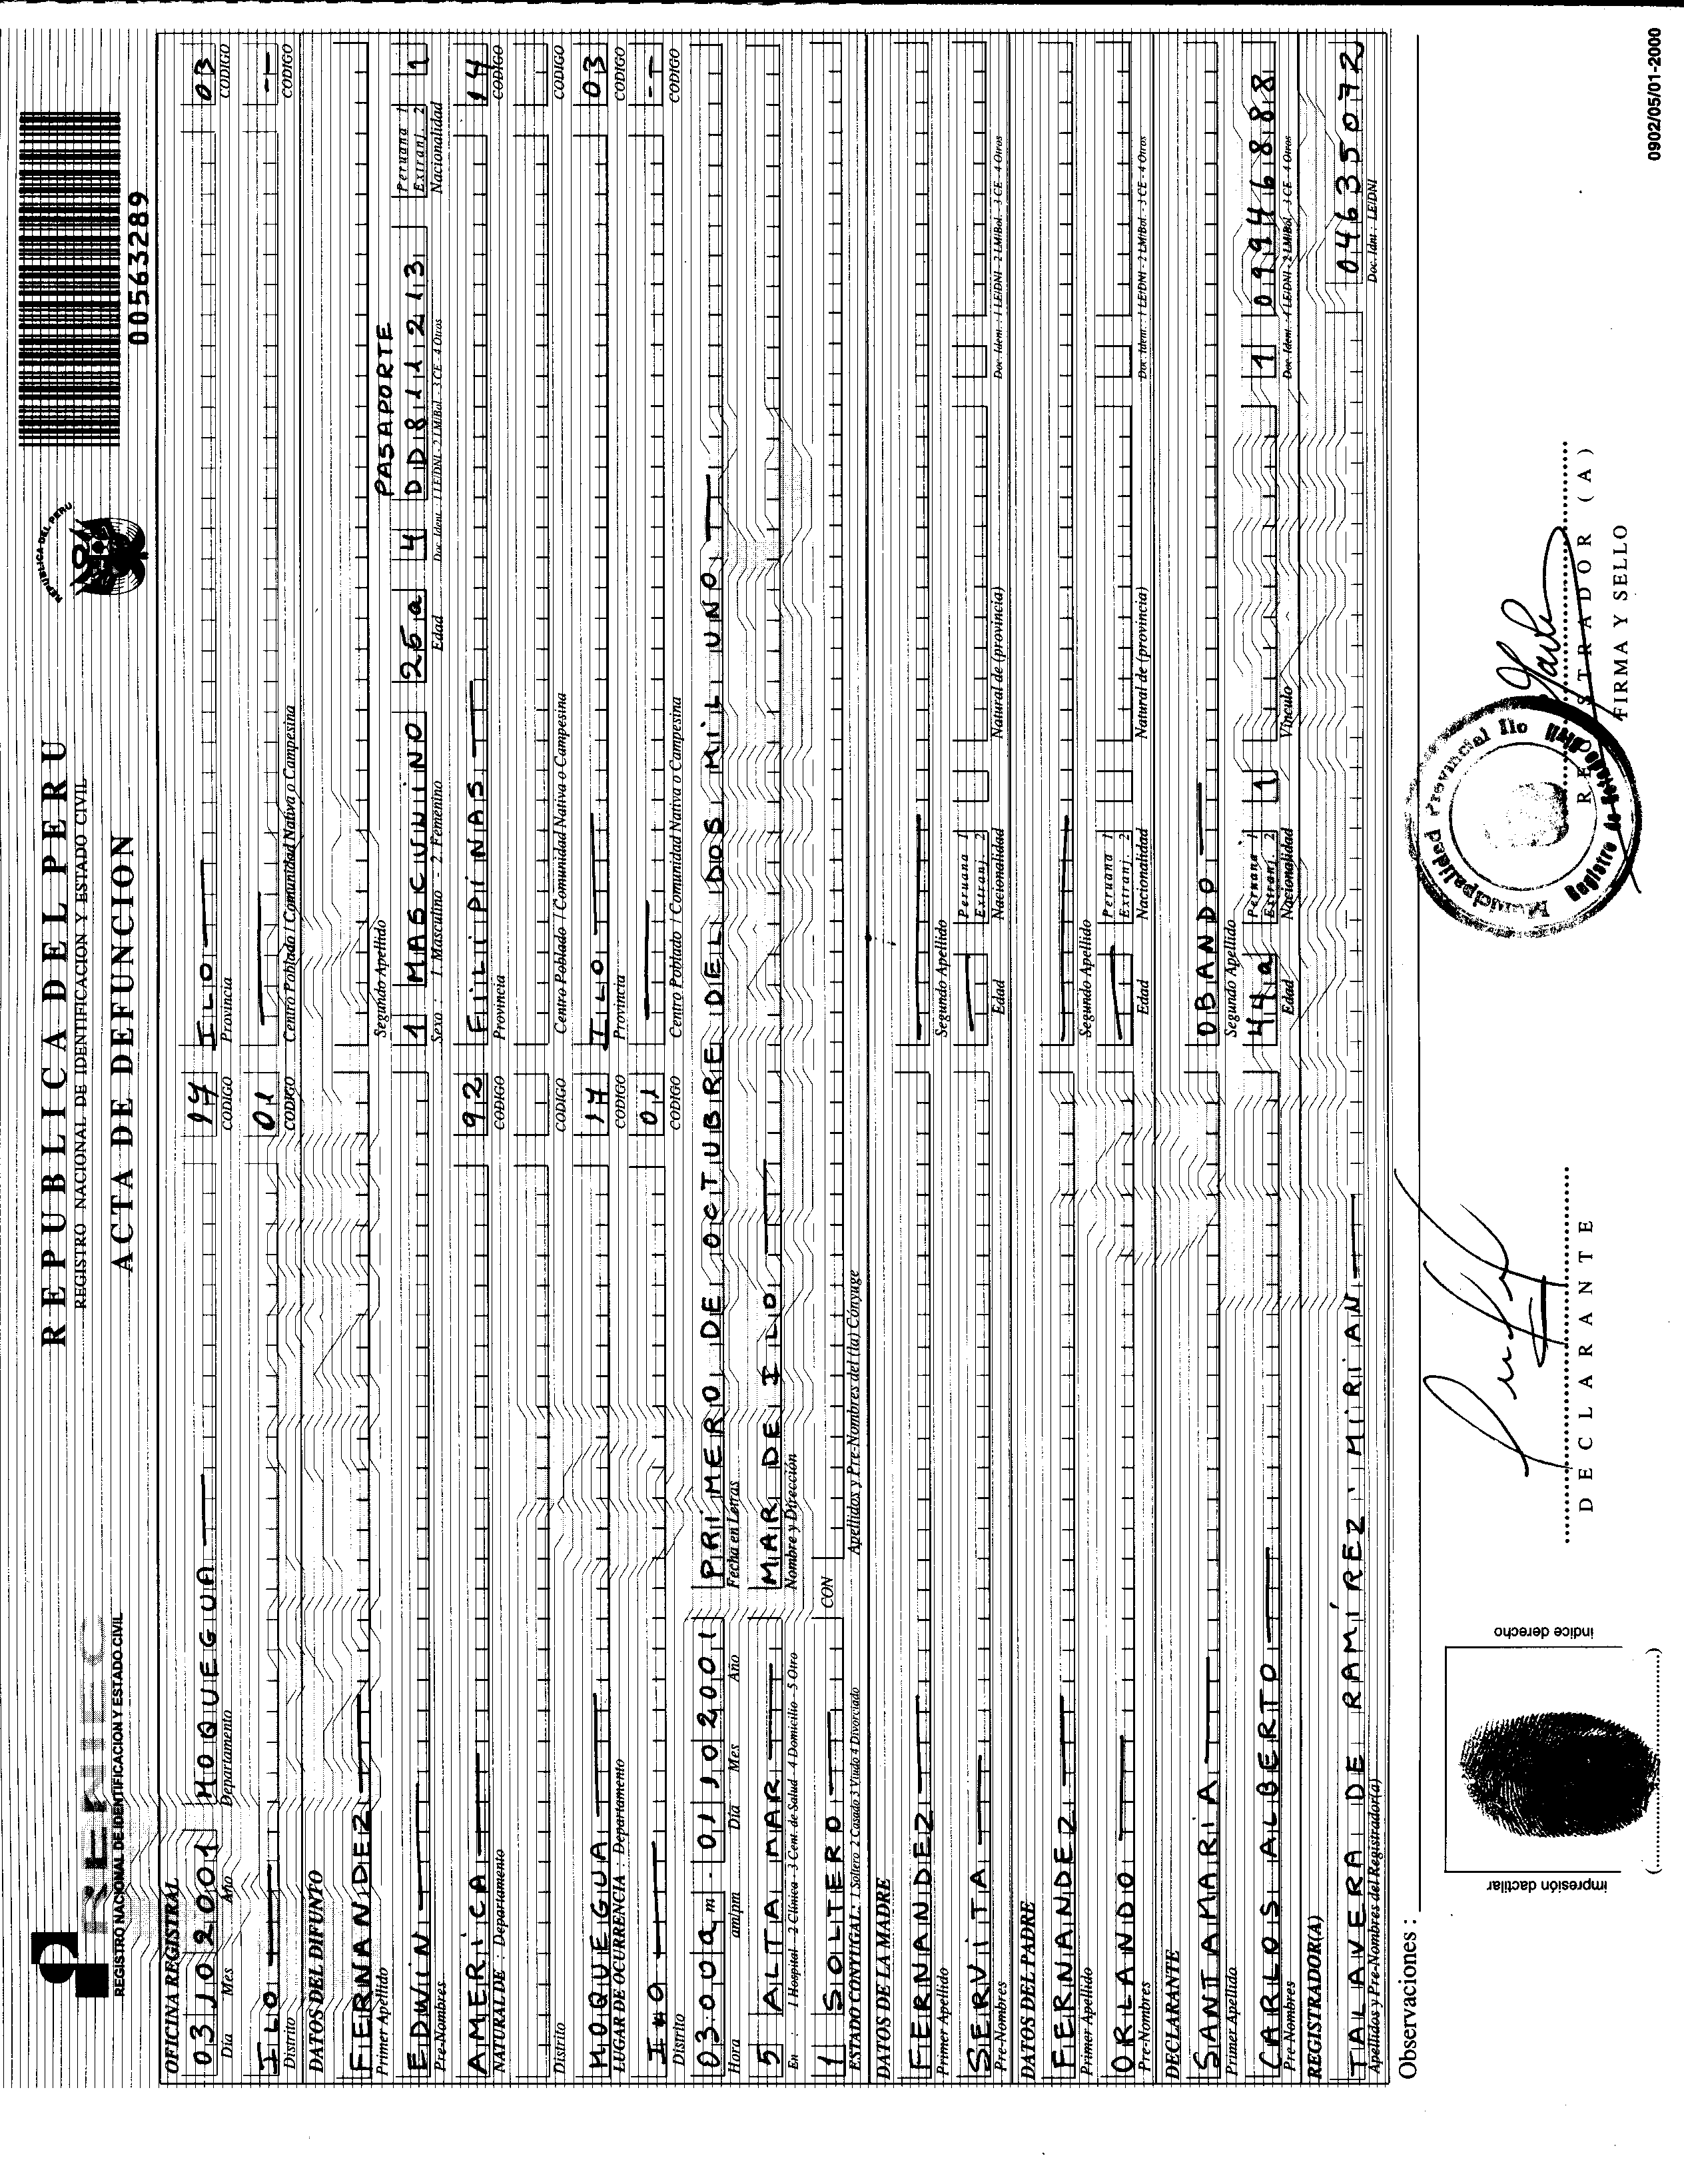 RENIEC
REGISTRO NACIONAL DE IDENTIFICACION Y ESTADO CIVIL
REPUBLICA DEL PERU
REGISTRO NACIONAL DE IDENTIFICACION Y ESTADO CIVIL
ACTA DE DEFUNCION
REPUBLICA DEL PERU
00563289
OFICINA REGISTRAL
03 10 2001 MOQUEGUA 17 ILO 03
Día Mes Año Departamento CODIGO Provincia CODIGO
ILO 01 --
Distrito CODIGO Centro Poblado / Comunidad Nativa o Campesina CODIGO
DATOS DEL DIFUNTO
FERNANDEZ
Primer Apellido Segundo Apellido
PASAPORTE
EDWIN 1 MASCULINO 26a 4 DD811213 Peruana 1 Extranj. 2 1
Pre-Nombres Sexo : 1 Masculino - 2 Femenino Edad Doc. Ident. 1 LE/DNI - 2 LM/Bol. - 3 CE - 4 Otros Nacionalidad
AMERICA 92 FILIPINAS 14
NATURAL DE : Departamento CODIGO Provincia CODIGO
Distrito CODIGO Centro Poblado / Comunidad Nativa o Campesina CODIGO
MOQUEGUA 17 ILO 03
LUGAR DE OCURRENCIA : Departamento CODIGO Provincia CODIGO
ILO 01 --
Distrito CODIGO Centro Poblado / Comunidad Nativa o Campesina CODIGO
03:00 am - 01 10 2001 PRIMERO DE OCTUBRE DEL DOS MIL UNO
Hora am/pm Día Mes Año Fecha en Letras
5 ALTA MAR MAR DE ILO
En : 1 Hospital 2 Clínica - 3 Cent. de Salud - 4 Domicilio - 5 Otro Nombre y Dirección
1 SOLTERO CON
ESTADO CONYUGAL : 1 Soltero 2 Casado 3 Viudo 4 Divorciado Apellidos y Pre-Nombres del (la) Cónyuge
DATOS DE LA MADRE
FERNANDEZ
Primer Apellido Segundo Apellido
SERVITA Peruana 1 Extranj. 2
Pre-Nombres Edad Nacionalidad Natural de (provincia) Doc. Ident. : 1 LE/DNI - 2 LM/Bol. - 3 CE - 4 Otros
DATOS DEL PADRE
FERNANDEZ
Primer Apellido Segundo Apellido
ORLANDO Peruana 1 Extranj. 2
Pre-Nombres Edad Nacionalidad Natural de (provincia) Doc. Ident. : 1 LE/DNI - 2 LM/Bol. - 3 CE - 4 Otros
DECLARANTE
SANTAMARIA OBANDO
Primer Apellido Segundo Apellido
CARLOS ALBERTO 44a Peruana 1 Extranj. 2 1 1 09946888
Pre-Nombres Edad Nacionalidad Vínculo Doc. Ident. : 1 LE/DNI - 2 LM/Bol. - 3 CE - 4 Otros
REGISTRADOR(A)
TALAVERA DE RAMÍREZ MIRIAN 04635072
Apellidos y Pre-Nombres del Registrador(a) Doc. Idnt : LE/DNI
Observaciones :
impresión dactilar
indice derecho
DECLARANTE
Municipalidad Provincial Ilo
REGISTRADOR (A)
FIRMA Y SELLO
0902/05/01-2000